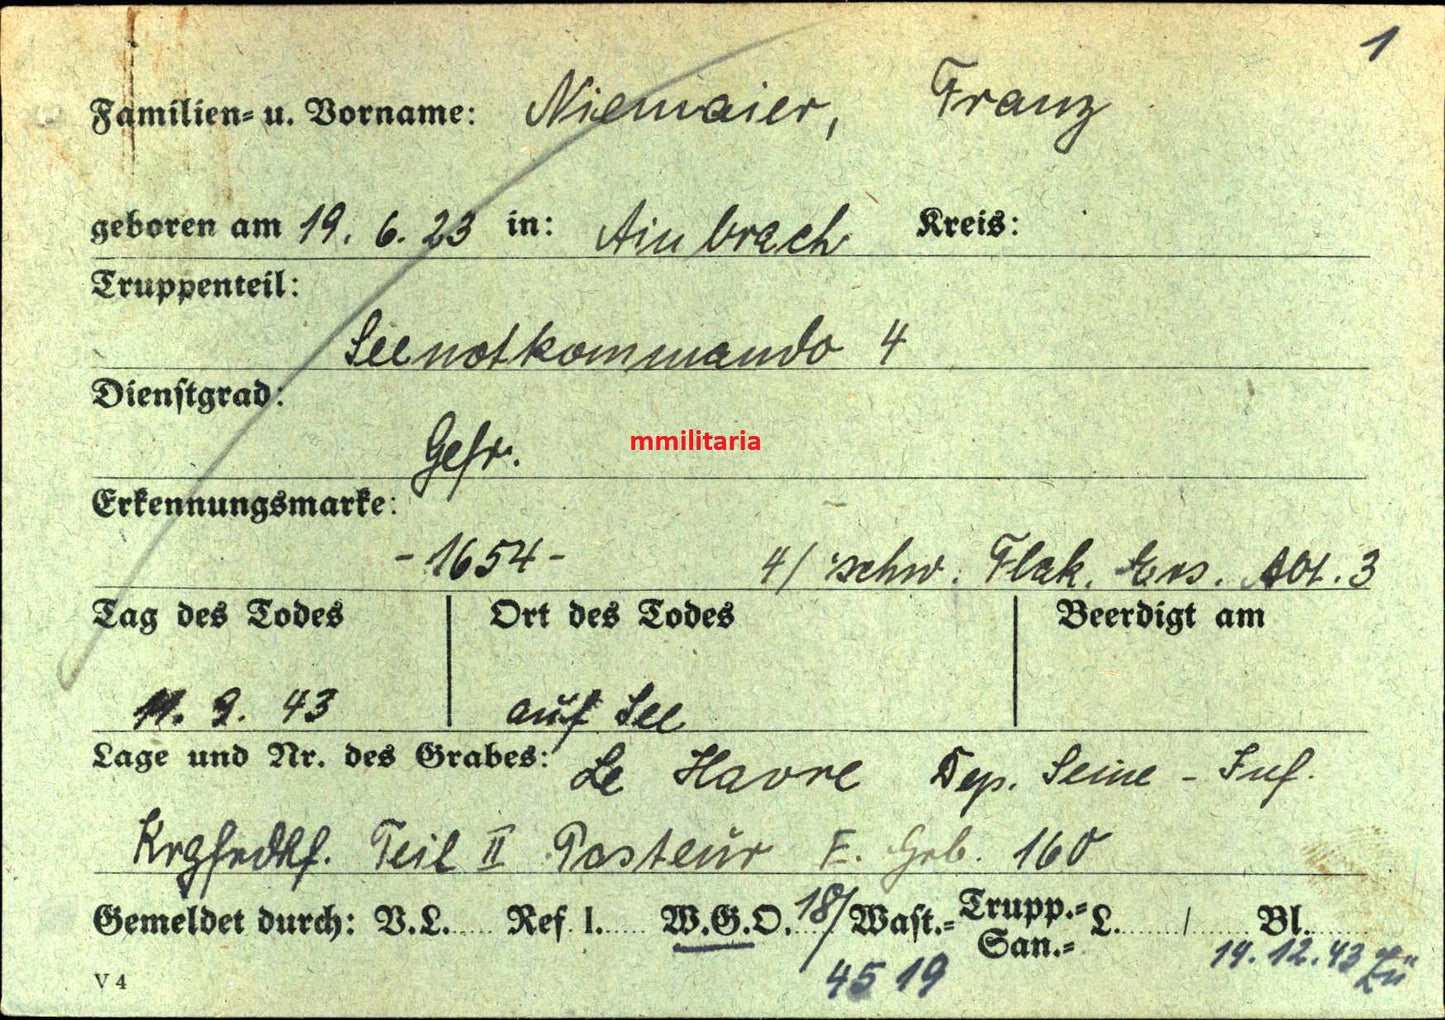 1
Familien= u. Vorname: Niemaier, Franz
geboren am 19. 6. 23 in: Ainbrach Kreis:
Truppenteil:
Seenotkommando 4
Dienstgrad:
Gefr.
mmilitaria
Erkennungsmarke:
-1654- 4/ schw. Flak. Ers. Abt. 3
Tag des Todes Ort des Todes Beerdigt am
11. 9. 43 auf See
Lage und Nr. des Grabes: Le Havre Dep. Seine - Inf.
Krgfrdhf. Teil II Pasteur E. Grb. 160
Gemeldet durch: V.L. Ref. I. W.G.O. 18/ Wast.= Trupp.= L. / Bl.
San.=
4519 14. 12. 43
V 4